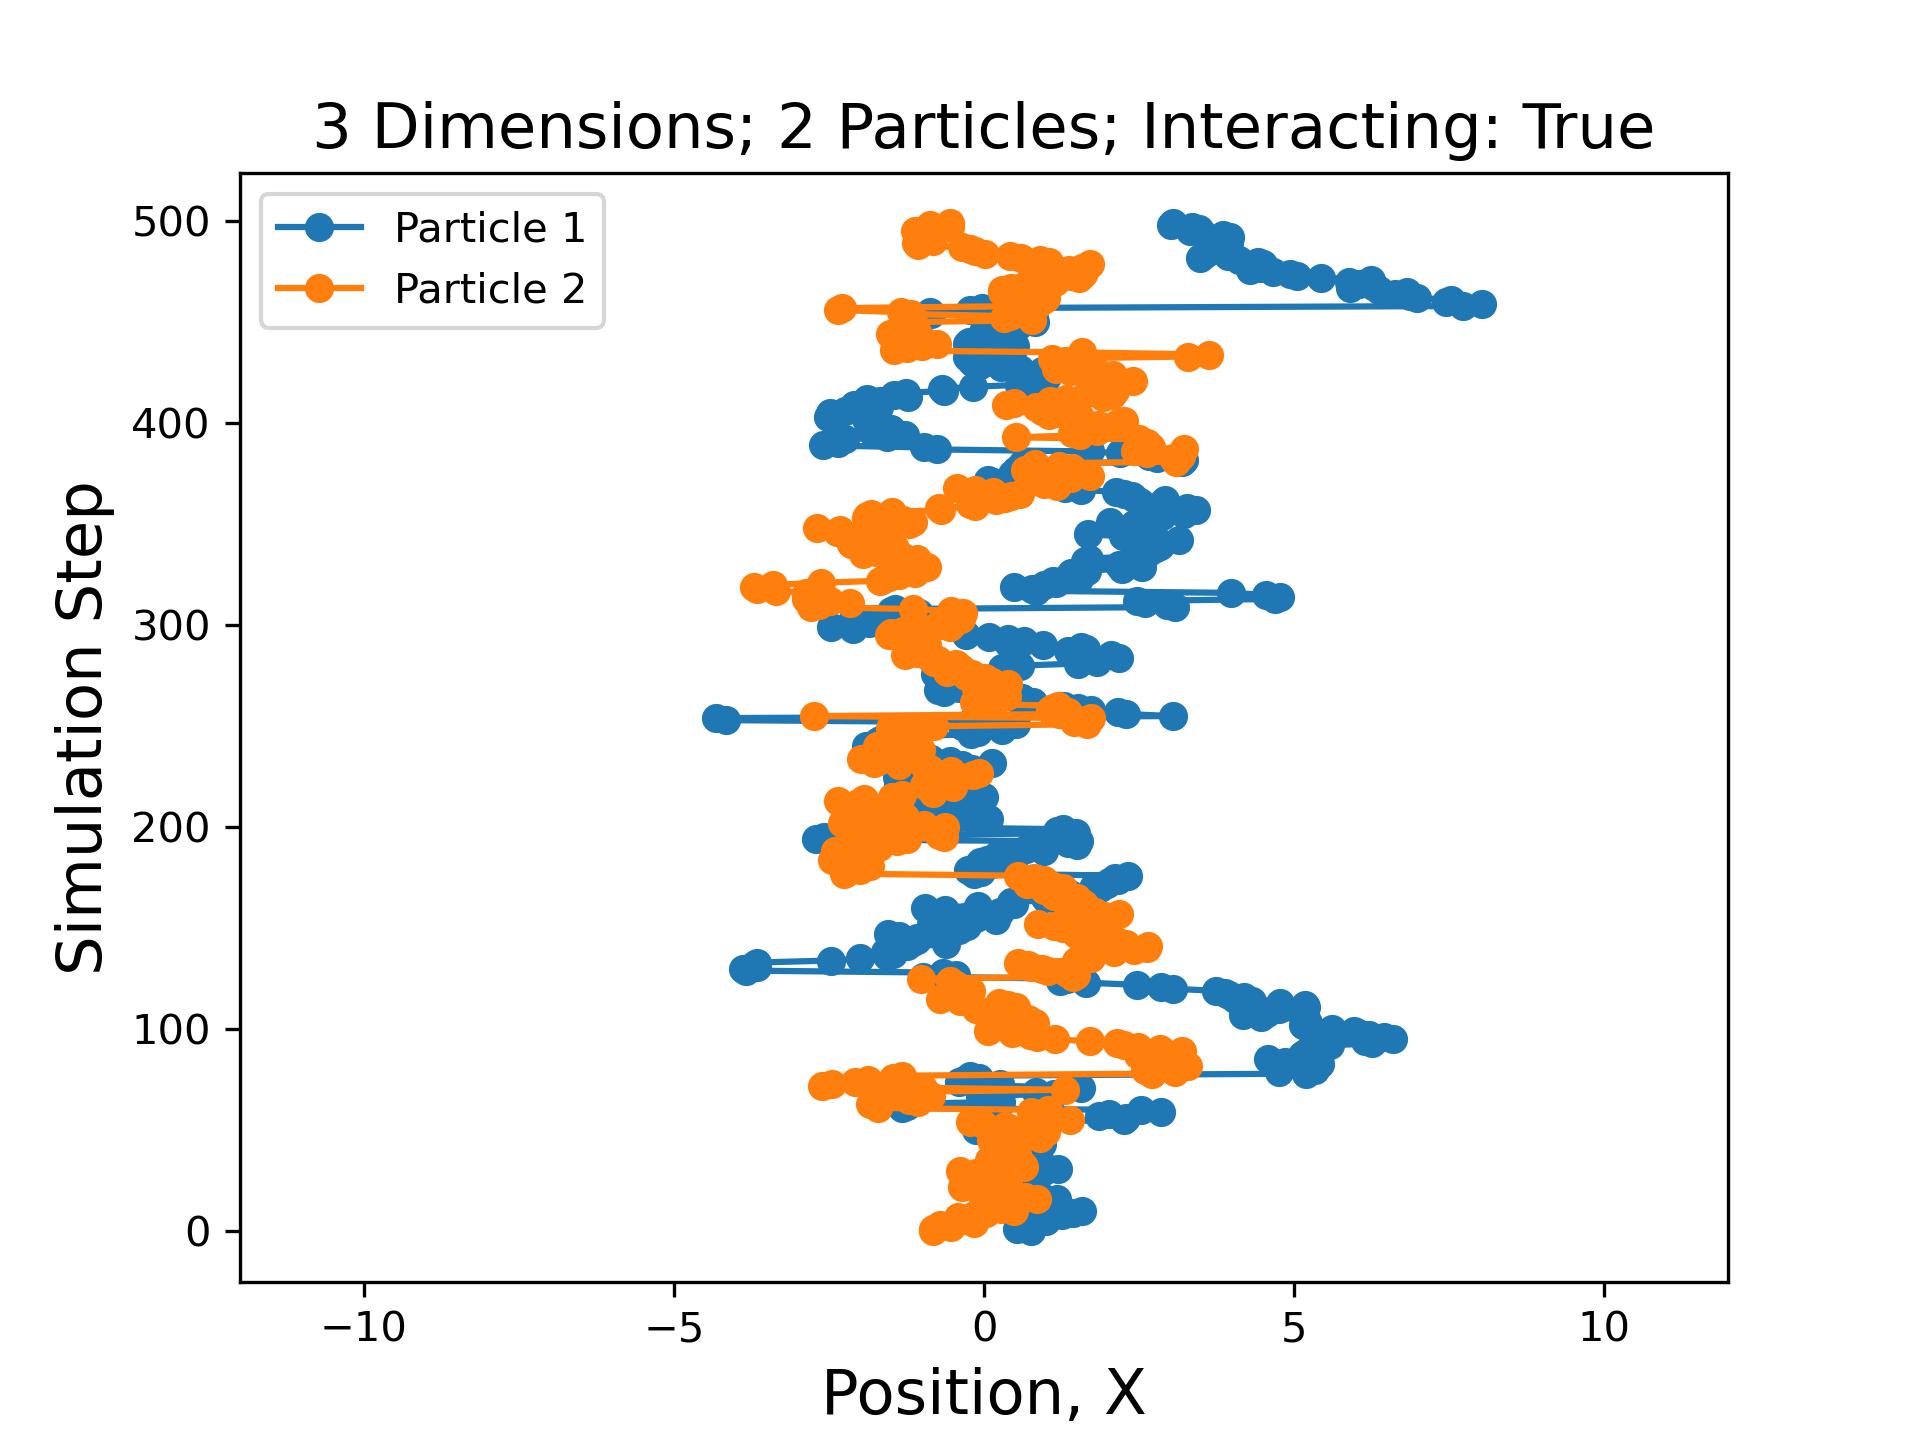 3 Dimensions; 2 Particles; Interacting: True
Particle 1
Particle 2
500
400
300
200
100
0
Simulation Step
−10
−5
0
5
10
Position, X